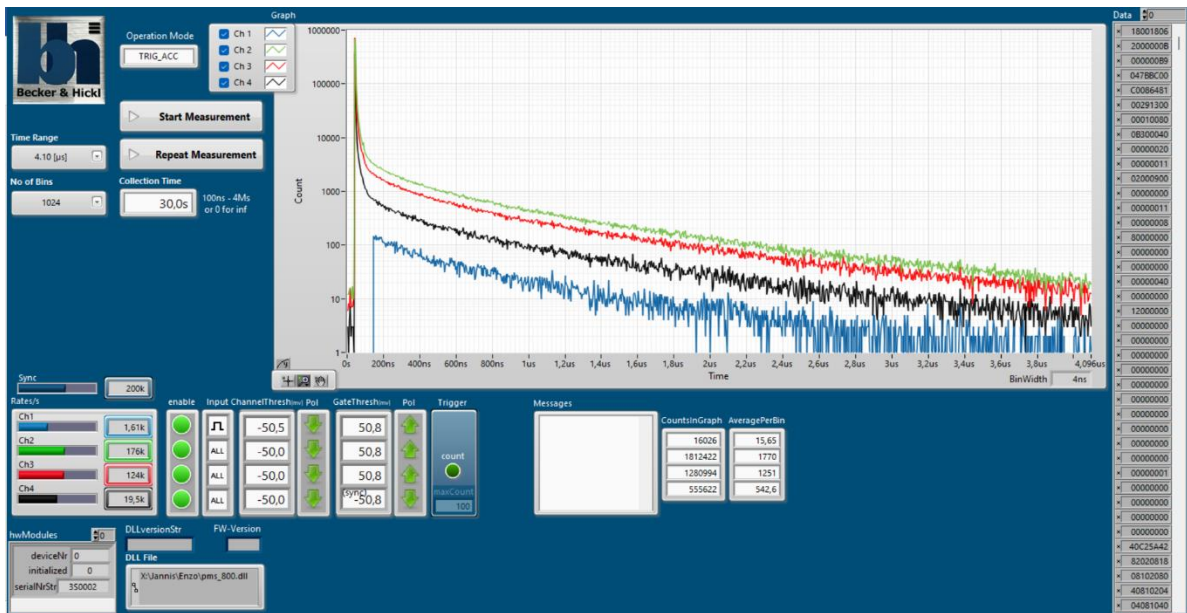 Becker & Hickl
Operation Mode
TRIG_ACC
Graph
Ch 1
Ch 2
Ch 3
Ch 4
Start Measurement
Repeat Measurement
Time Range
4.10 [µs]
No of Bins
1024
Collection Time
30,0s
100ns - 4Ms
or 0 for inf
Count
1000000
100000
10000
1000
100
10
1
0s 200ns 400ns 600ns 800ns 1us 1,2us 1,4us 1,6us 1,8us 2us 2,2us 2,4us 2,6us 2,8us 3us 3,2us 3,4us 3,6us 3,8us 4,096us
Time
BinWidth 4ns
Sync
200k
Rates/s
Ch1 1,61k
Ch2 176k
Ch3 124k
Ch4 19,5k
enable Input ChannelThresh(inv) Pol GateThresh(inv) Pol Trigger
-50,5 50,8
ALL -50,0 50,8
ALL -50,0 50,8
(sync)
ALL -50,0 -50,8
count
maxCount
100
Messages
CountsInGraph AveragePerBin
16026 15,65
1812422 1770
1280994 1251
555622 542,6
hwModules 0
deviceNr 0
initialized 0
serialNrStr 350002
DLLversionStr
FW-Version
DLL File
X:\Jannis\Enzo\pms_800.dll
Data 0
18001806
2000000B
000000B9
047BBC00
C0086481
00291300
00010080
0B300040
00000020
00000011
02000900
00000000
00000011
00000008
80000000
00000000
00000000
00000040
00000000
12000000
00000000
00000000
00000000
00000000
00000000
00000000
00000000
00000000
00000000
00000000
00000001
00000000
00000000
00000000
00000000
40C25A42
82020818
08102080
40810204
04081040